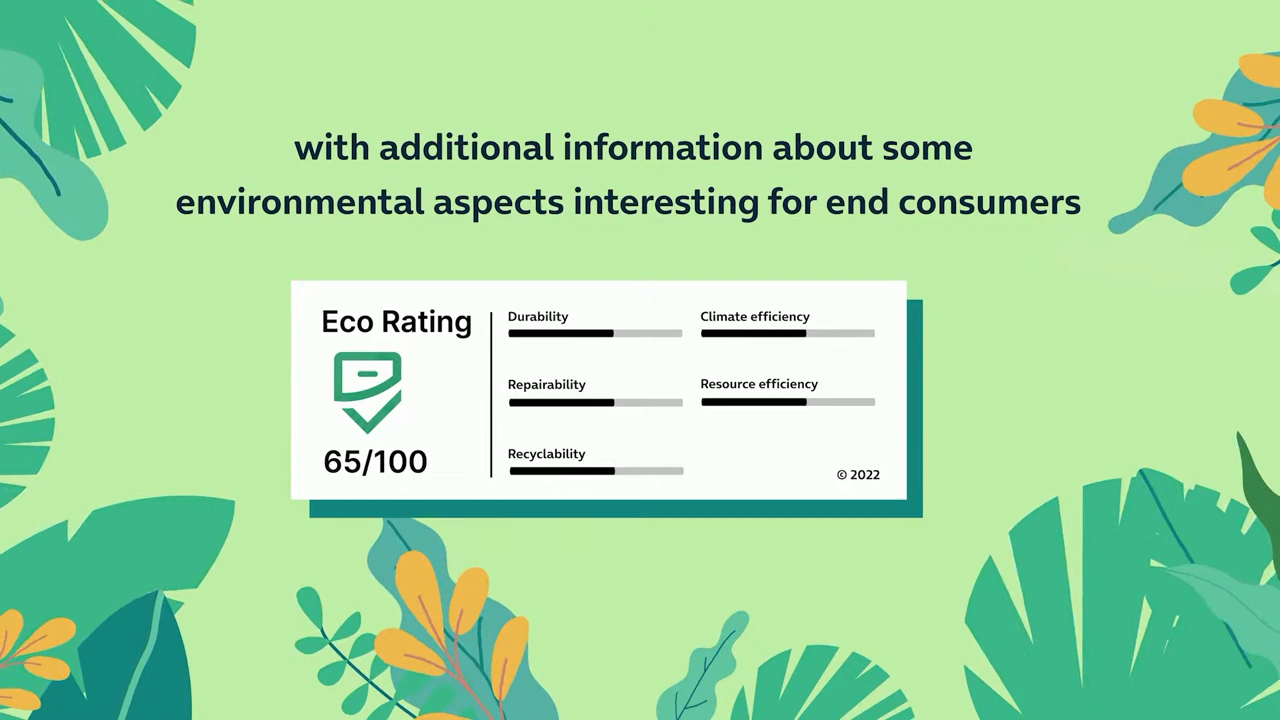 with additional information about some
environmental aspects interesting for end consumers
Eco Rating
65/100
Durability
Climate efficiency
Repairability
Resource efficiency
Recyclability
© 2022